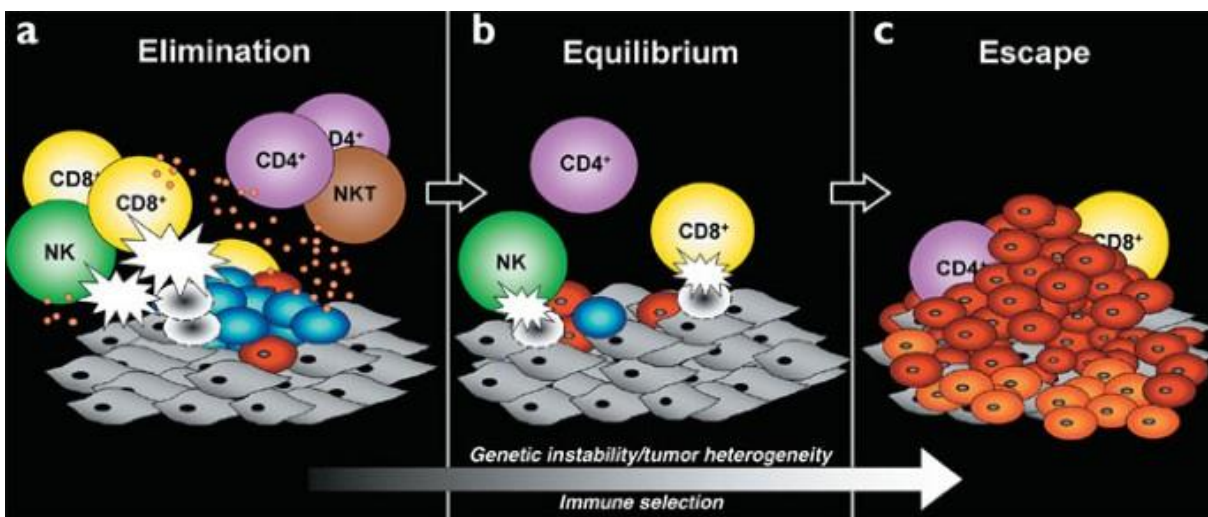 a
Elimination
CD8⁺
CD8⁺
NK
CD4⁺
D4⁺
NKT
b
Equilibrium
CD4⁺
NK
CD8⁺
c
Escape
CD4⁺
CD8⁺
Genetic instability/tumor heterogeneity
Immune selection